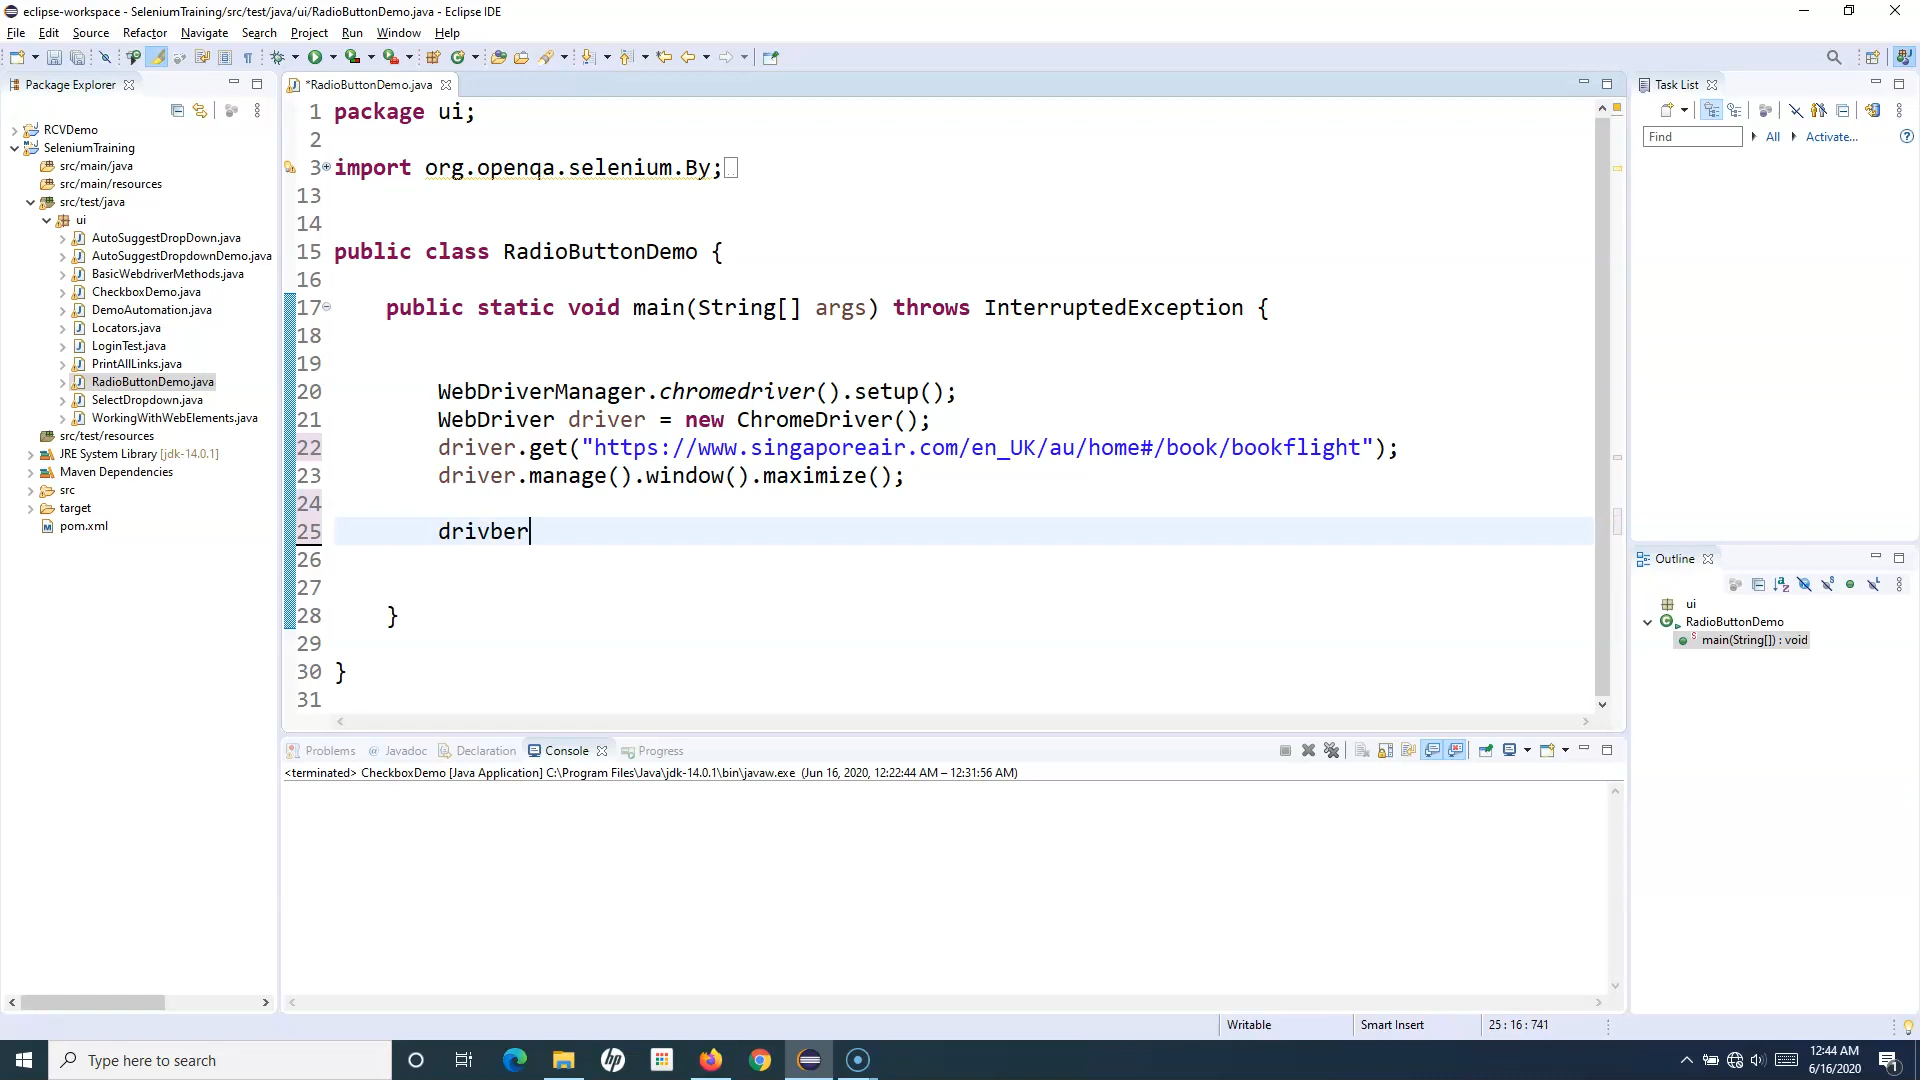 eclipse-workspace - SeleniumTraining/src/test/java/ui/RadioButtonDemo.java - Eclipse IDE
File Edit Source Refactor Navigate Search Project Run Window Help
Package Explorer
RCVDemo
SeleniumTraining
src/main/java
src/main/resources
src/test/java
ui
AutoSuggestDropDown.java
AutoSuggestDropdownDemo.java
BasicWebdriverMethods.java
CheckboxDemo.java
DemoAutomation.java
Locators.java
LoginTest.java
PrintAllLinks.java
RadioButtonDemo.java
SelectDropdown.java
WorkingWithWebElements.java
src/test/resources
JRE System Library [jdk-14.0.1]
Maven Dependencies
src
target
pom.xml
*RadioButtonDemo.java
1 package ui;
2
3 import org.openqa.selenium.By;
13
14
15 public class RadioButtonDemo {
16
17 public static void main(String[] args) throws InterruptedException {
18
19
20 WebDriverManager.chromedriver().setup();
21 WebDriver driver = new ChromeDriver();
22 driver.get("https://www.singaporeair.com/en_UK/au/home#/book/bookflight");
23 driver.manage().window().maximize();
24
25 drivber
26
27
28 }
29
30 }
31
Problems @ Javadoc Declaration Console Progress
<terminated> CheckboxDemo [Java Application] C:\Program Files\Java\jdk-14.0.1\bin\javaw.exe (Jun 16, 2020, 12:22:44 AM – 12:31:56 AM)
Task List
Find All Activate...
Outline
ui
RadioButtonDemo
main(String[]) : void
Writable Smart Insert 25 : 16 : 741
Type here to search
12:44 AM
6/16/2020